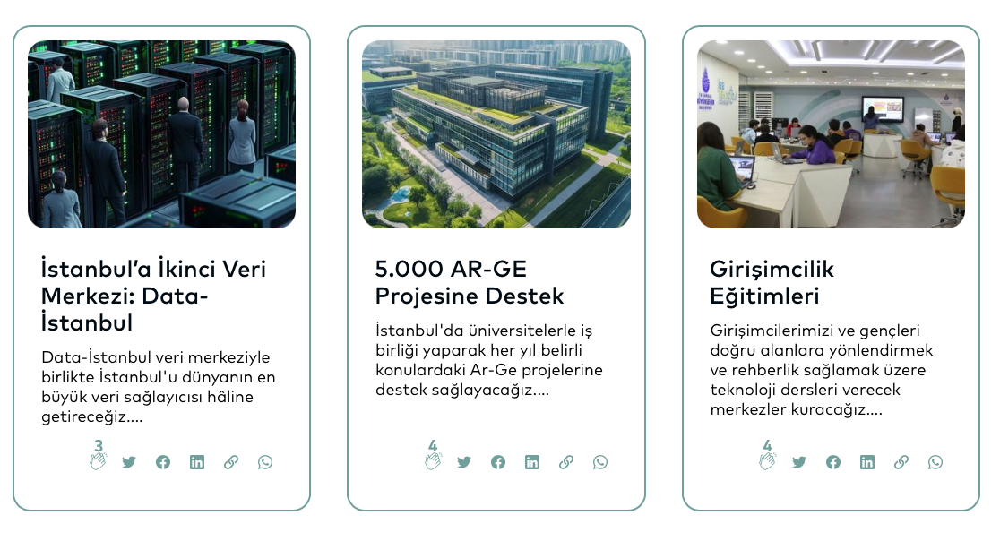 İstanbul’a İkinci Veri
Merkezi: Data-
İstanbul
Data-İstanbul veri merkeziyle
birlikte İstanbul'u dünyanın en
büyük veri sağlayıcısı hâline
getireceğiz....
3
5.000 AR-GE
Projesine Destek
İstanbul'da üniversitelerle iş
birliği yaparak her yıl belirli
konulardaki Ar-Ge projelerine
destek sağlayacağız....
4
Girişimcilik
Eğitimleri
Girişimcilerimizi ve gençleri
doğru alanlara yönlendirmek
ve rehberlik sağlamak üzere
teknoloji dersleri verecek
merkezler kuracağız....
4